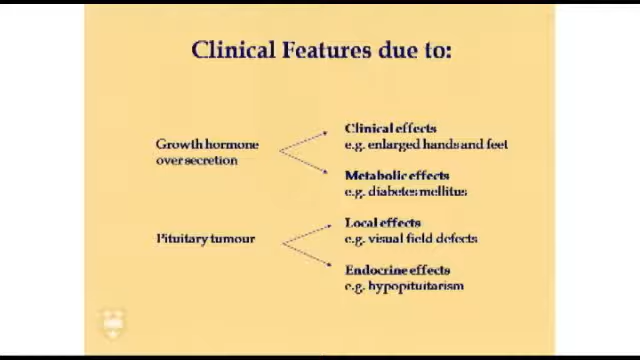 Clinical Features due to:
Growth hormone
over secretion
Clinical effects
e.g. enlarged hands and feet
Metabolic effects
e.g. diabetes mellitus
Pituitary tumour
Local effects
e.g. visual field defects
Endocrine effects
e.g. hypopituitarism